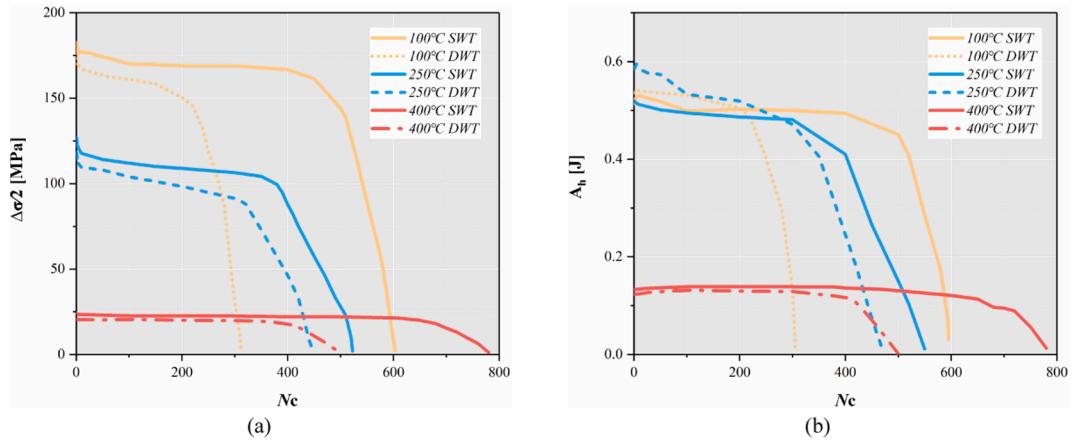 200
150
100
50
0
Δσ/2 [MPa]
100℃ SWT
100℃ DWT
250℃ SWT
250℃ DWT
400℃ SWT
400℃ DWT
0
200
400
600
800
Nc
(a)
0.6
0.4
0.2
0.0
Aₕ [J]
100℃ SWT
100℃ DWT
250℃ SWT
250℃ DWT
400℃ SWT
400℃ DWT
0
200
400
600
800
Nc
(b)